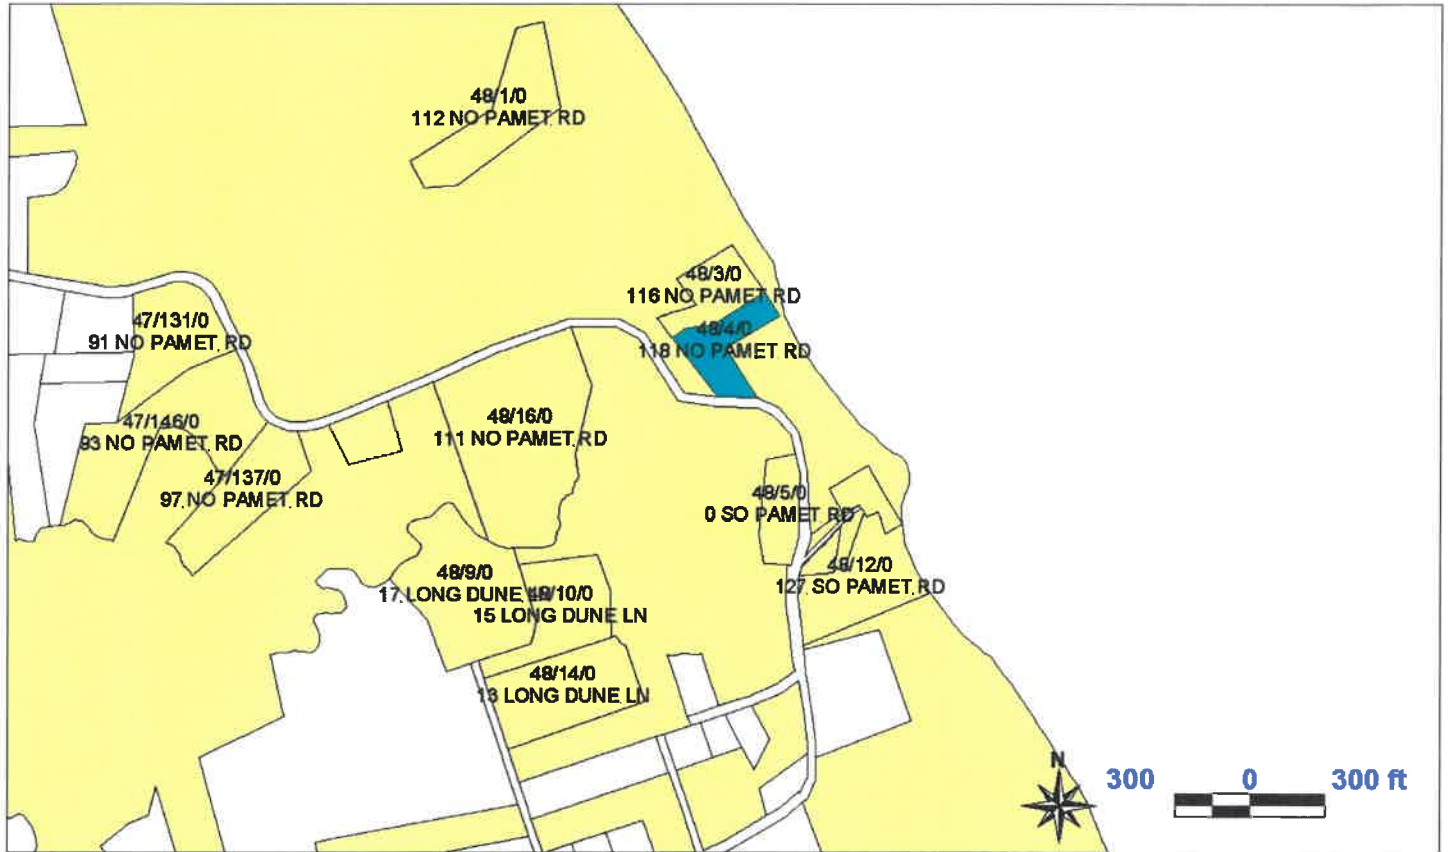 48/1/0
112 NO PAMET RD
48/3/0
116 NO PAMET RD
48/4/0
118 NO PAMET RD
47/131/0
91 NO PAMET RD
47/146/0
93 NO PAMET RD
47/137/0
97 NO PAMET RD
48/16/0
111 NO PAMET RD
48/5/0
0 SO PAMET RD
48/12/0
127 SO PAMET RD
48/9/0
17 LONG DUNE LN
48/10/0
15 LONG DUNE LN
48/14/0
13 LONG DUNE LN
N
300 0 300 ft